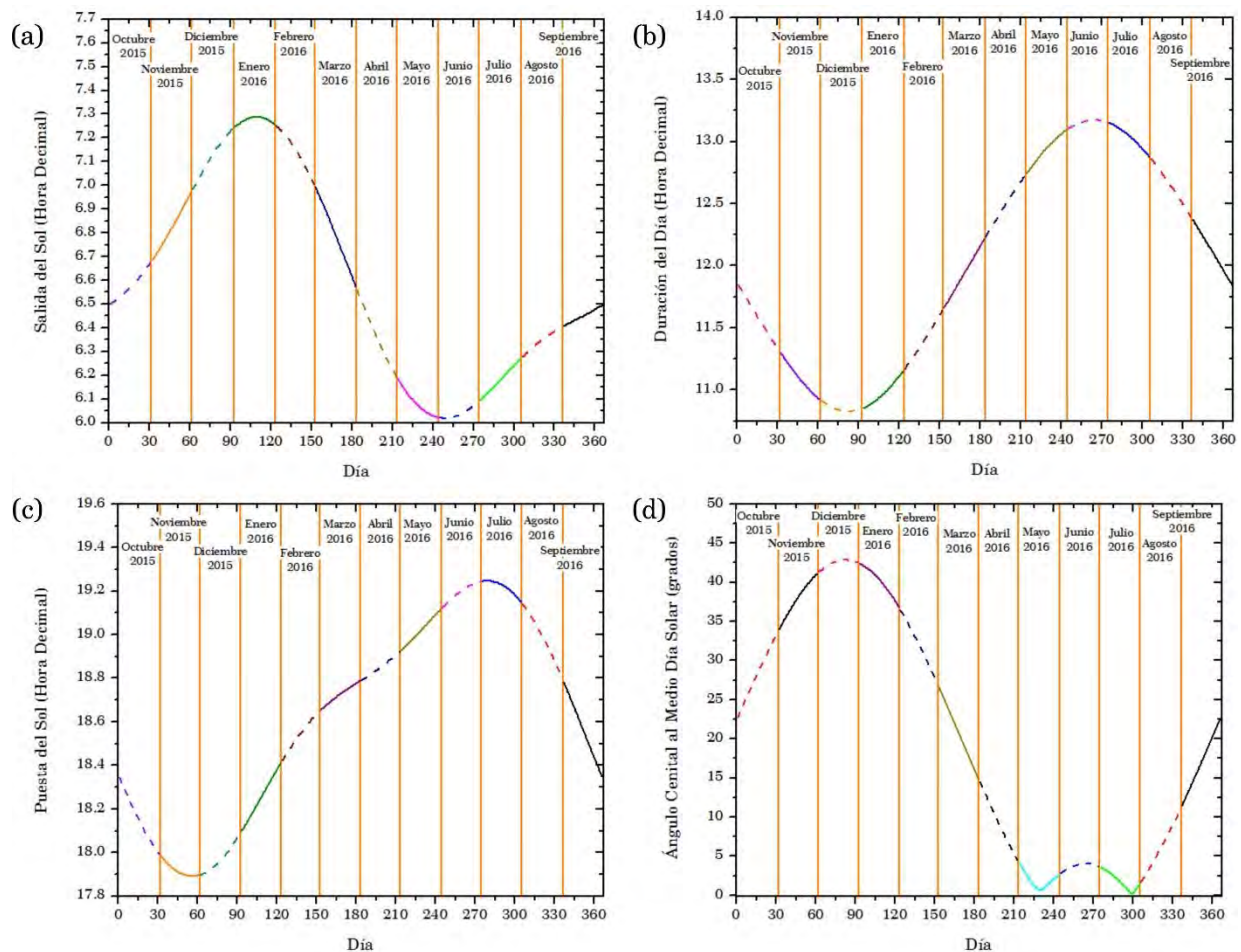 (a)
Salida del Sol (Hora Decimal)
7.7
7.6
7.5
7.4
7.3
7.2
7.1
7.0
6.9
6.8
6.7
6.6
6.5
6.4
6.3
6.2
6.1
6.0
Octubre
2015
Noviembre
2015
Diciembre
2015
Enero
2016
Febrero
2016
Marzo
2016
Abril
2016
Mayo
2016
Junio
2016
Julio
2016
Agosto
2016
Septiembre
2016
0 30 60 90 120 150 180 210 240 270 300 330 360
Día
(b)
Duración del Día (Hora Decimal)
14.0
13.5
13.0
12.5
12.0
11.5
11.0
Octubre
2015
Noviembre
2015
Diciembre
2015
Enero
2016
Febrero
2016
Marzo
2016
Abril
2016
Mayo
2016
Junio
2016
Julio
2016
Agosto
2016
Septiembre
2016
0 30 60 90 120 150 180 210 240 270 300 330 360
Día
(c)
Puesta del Sol (Hora Decimal)
19.6
19.4
19.2
19.0
18.8
18.6
18.4
18.2
18.0
17.8
Octubre
2015
Noviembre
2015
Diciembre
2015
Enero
2016
Febrero
2016
Marzo
2016
Abril
2016
Mayo
2016
Junio
2016
Julio
2016
Agosto
2016
Septiembre
2016
0 30 60 90 120 150 180 210 240 270 300 330 360
Día
(d)
Ángulo Cenital al Medio Día Solar (grados)
50
45
40
35
30
25
20
15
10
5
0
Octubre
2015
Noviembre
2015
Diciembre
2015
Enero
2016
Febrero
2016
Marzo
2016
Abril
2016
Mayo
2016
Junio
2016
Julio
2016
Agosto
2016
Septiembre
2016
0 30 60 90 120 150 180 210 240 270 300 330 360
Día